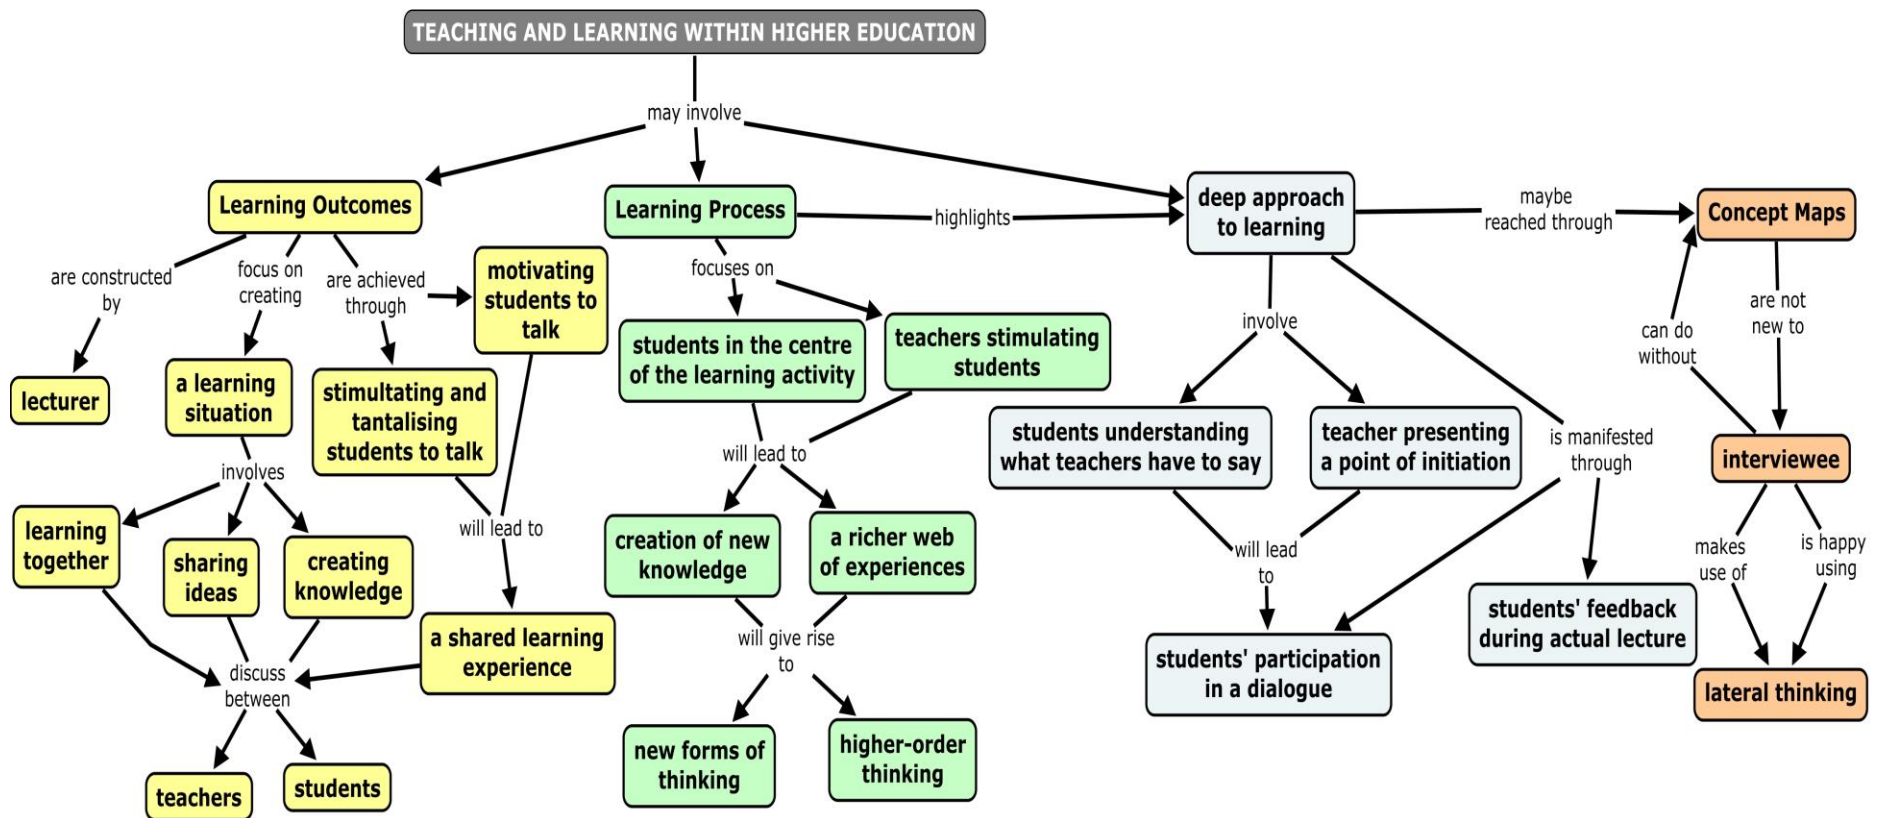 TEACHING AND LEARNING WITHIN HIGHER EDUCATION
may involve
Learning Outcomes
are constructed
by
lecturer
focus on
creating
a learning
situation
involves
learning
together
sharing
ideas
creating
knowledge
are achieved
through
motivating
students to
talk
stimultating and
tantalising
students to talk
will lead to
a shared learning
experience
discuss
between
teachers
students
Learning Process
highlights
focuses on
students in the centre
of the learning activity
teachers stimulating
students
will lead to
creation of new
knowledge
a richer web
of experiences
will give rise
to
new forms of
thinking
higher-order
thinking
deep approach
to learning
involve
students understanding
what teachers have to say
teacher presenting
a point of initiation
will lead
to
students' participation
in a dialogue
is manifested
through
students' feedback
during actual lecture
maybe
reached through
Concept Maps
are not
new to
can do
without
interviewee
makes
use of
is happy
using
lateral thinking